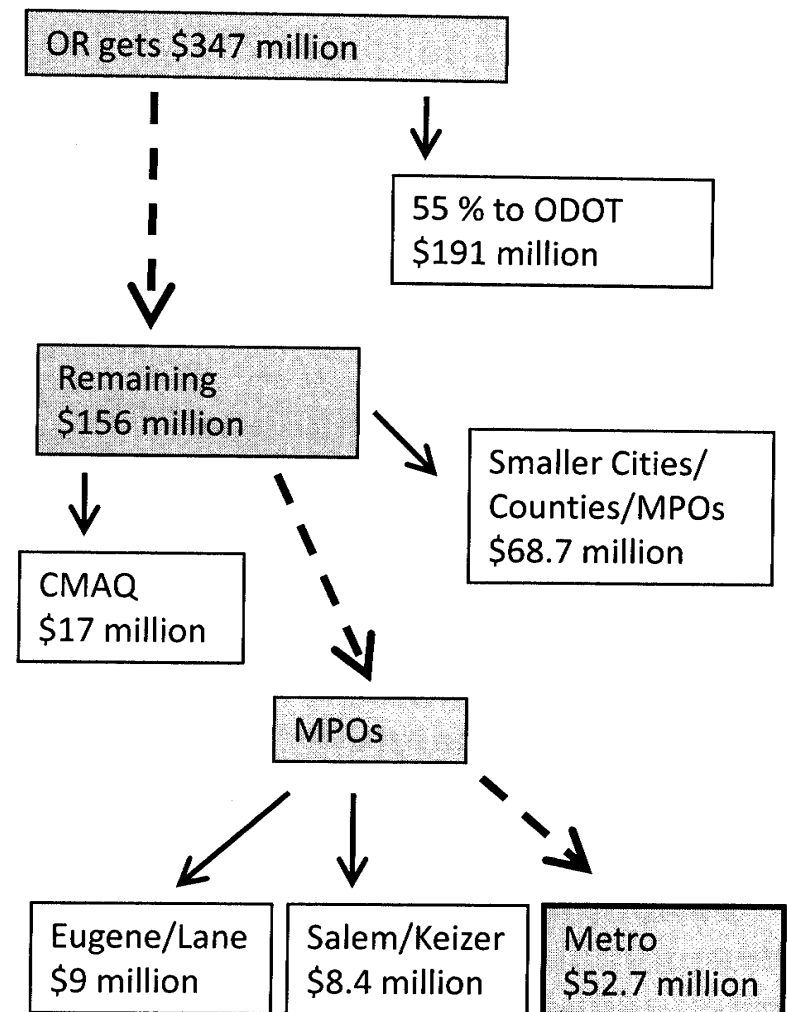 OR gets $347 million
55 % to ODOT
$191 million
Remaining
$156 million
Smaller Cities/
Counties/MPOs
$68.7 million
CMAQ
$17 million
MPOs
Eugene/Lane
$9 million
Salem/Keizer
$8.4 million
Metro
$52.7 million